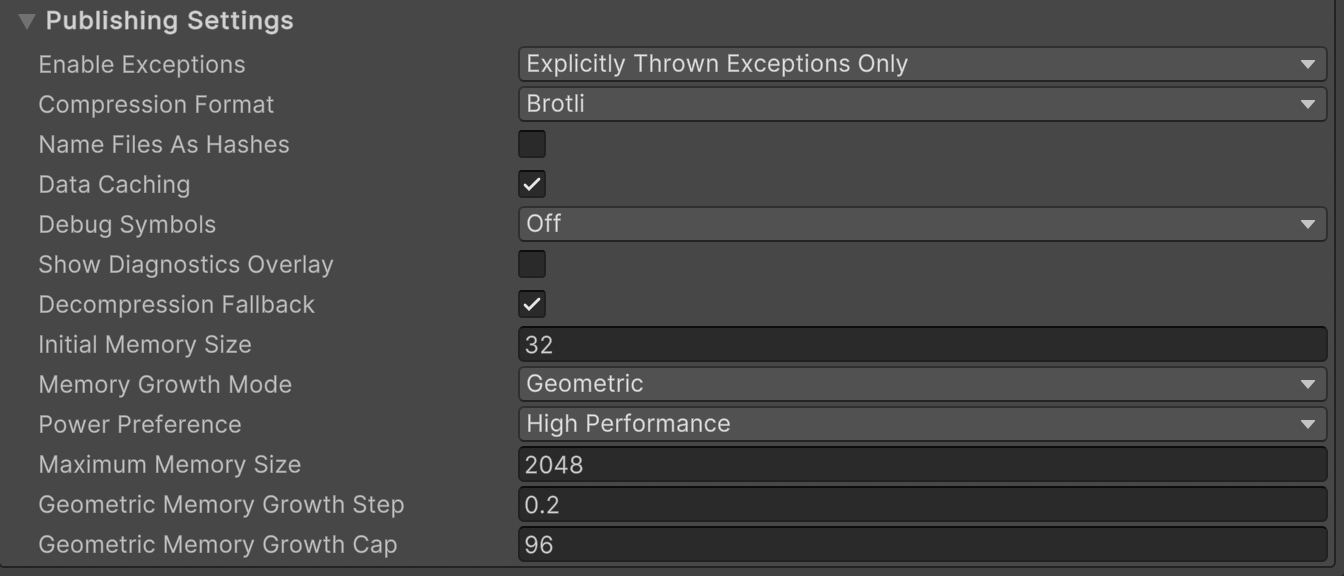 Publishing Settings
Enable Exceptions Explicitly Thrown Exceptions Only
Compression Format Brotli
Name Files As Hashes
Data Caching
Debug Symbols Off
Show Diagnostics Overlay
Decompression Fallback
Initial Memory Size 32
Memory Growth Mode Geometric
Power Preference High Performance
Maximum Memory Size 2048
Geometric Memory Growth Step 0.2
Geometric Memory Growth Cap 96